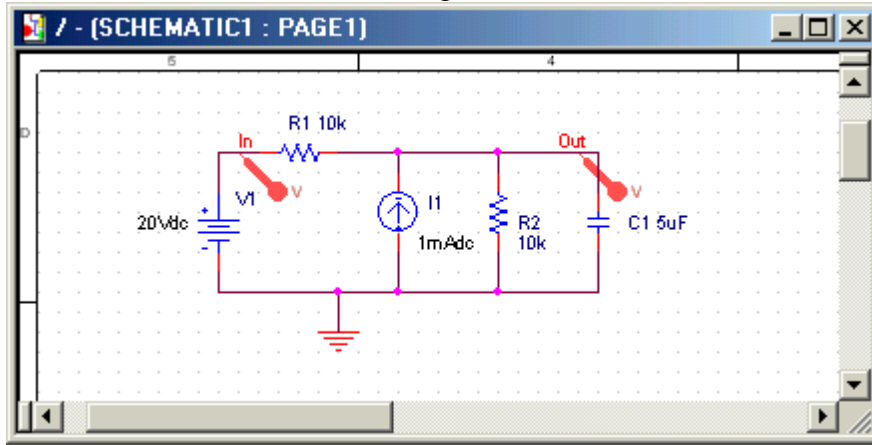 / - (SCHEMATIC1 : PAGE1)
5 4
D
R1 10k
In
Out
V
V
V1
20Vdc
+
-
I1
1mAdc
R2
10k
C1 5uF